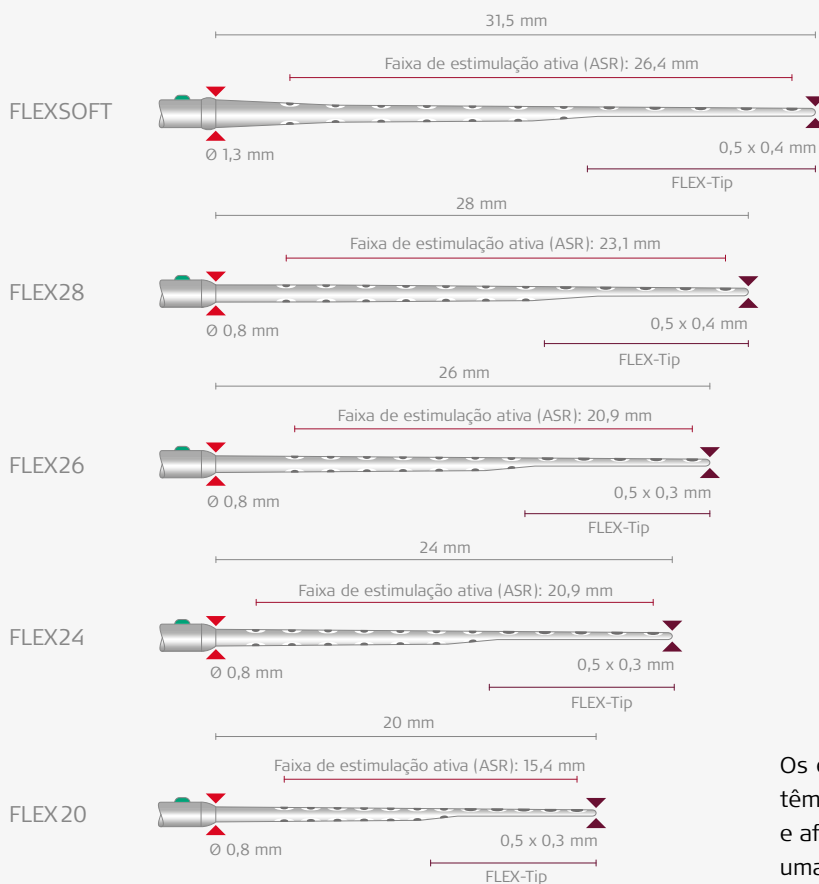 31,5 mm
Faixa de estimulação ativa (ASR): 26,4 mm
FLEXSOFT
Ø 1,3 mm
0,5 x 0,4 mm
FLEX-Tip
28 mm
Faixa de estimulação ativa (ASR): 23,1 mm
FLEX28
Ø 0,8 mm
0,5 x 0,4 mm
FLEX-Tip
26 mm
Faixa de estimulação ativa (ASR): 20,9 mm
FLEX26
Ø 0,8 mm
0,5 x 0,3 mm
FLEX-Tip
24 mm
Faixa de estimulação ativa (ASR): 20,9 mm
FLEX24
Ø 0,8 mm
0,5 x 0,3 mm
FLEX-Tip
20 mm
Faixa de estimulação ativa (ASR): 15,4 mm
FLEX20
Ø 0,8 mm
0,5 x 0,3 mm
FLEX-Tip
Os
têm
e
uma